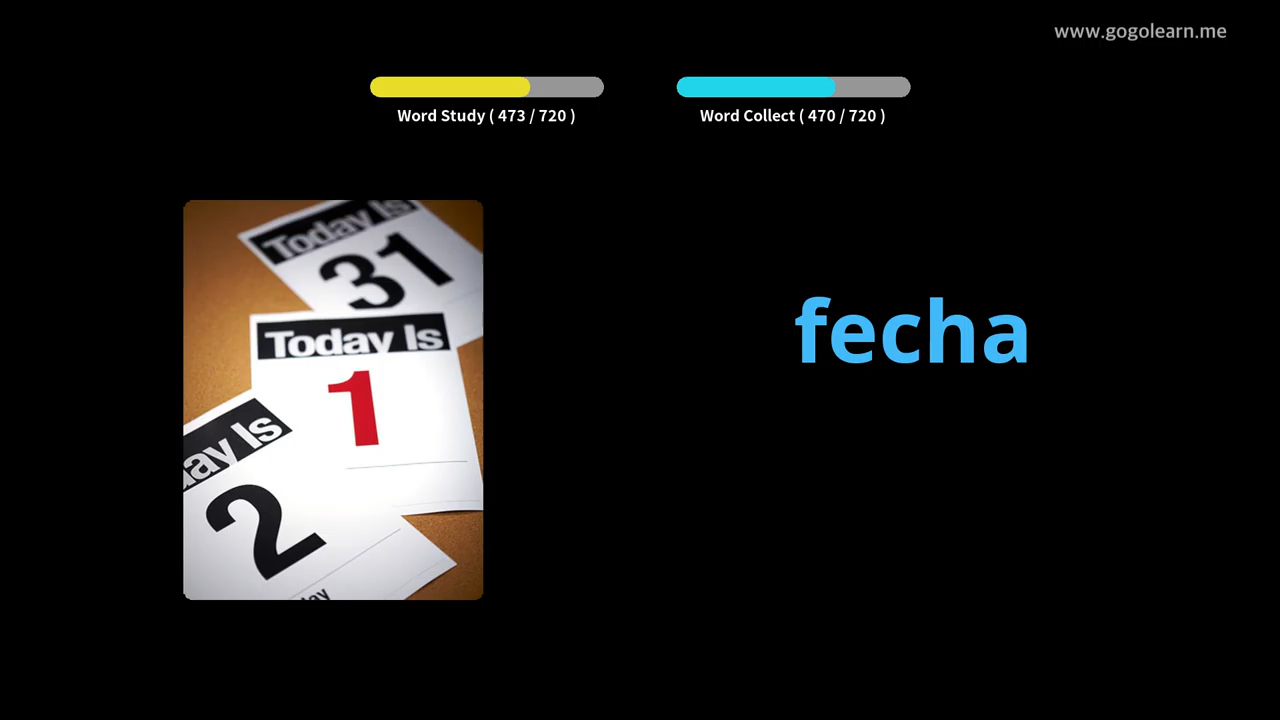 www.gogolearn.me
Word Study ( 473 / 720 )
Word Collect ( 470 / 720 )
Today Is
31
Today Is
1
ay Is
2
fecha